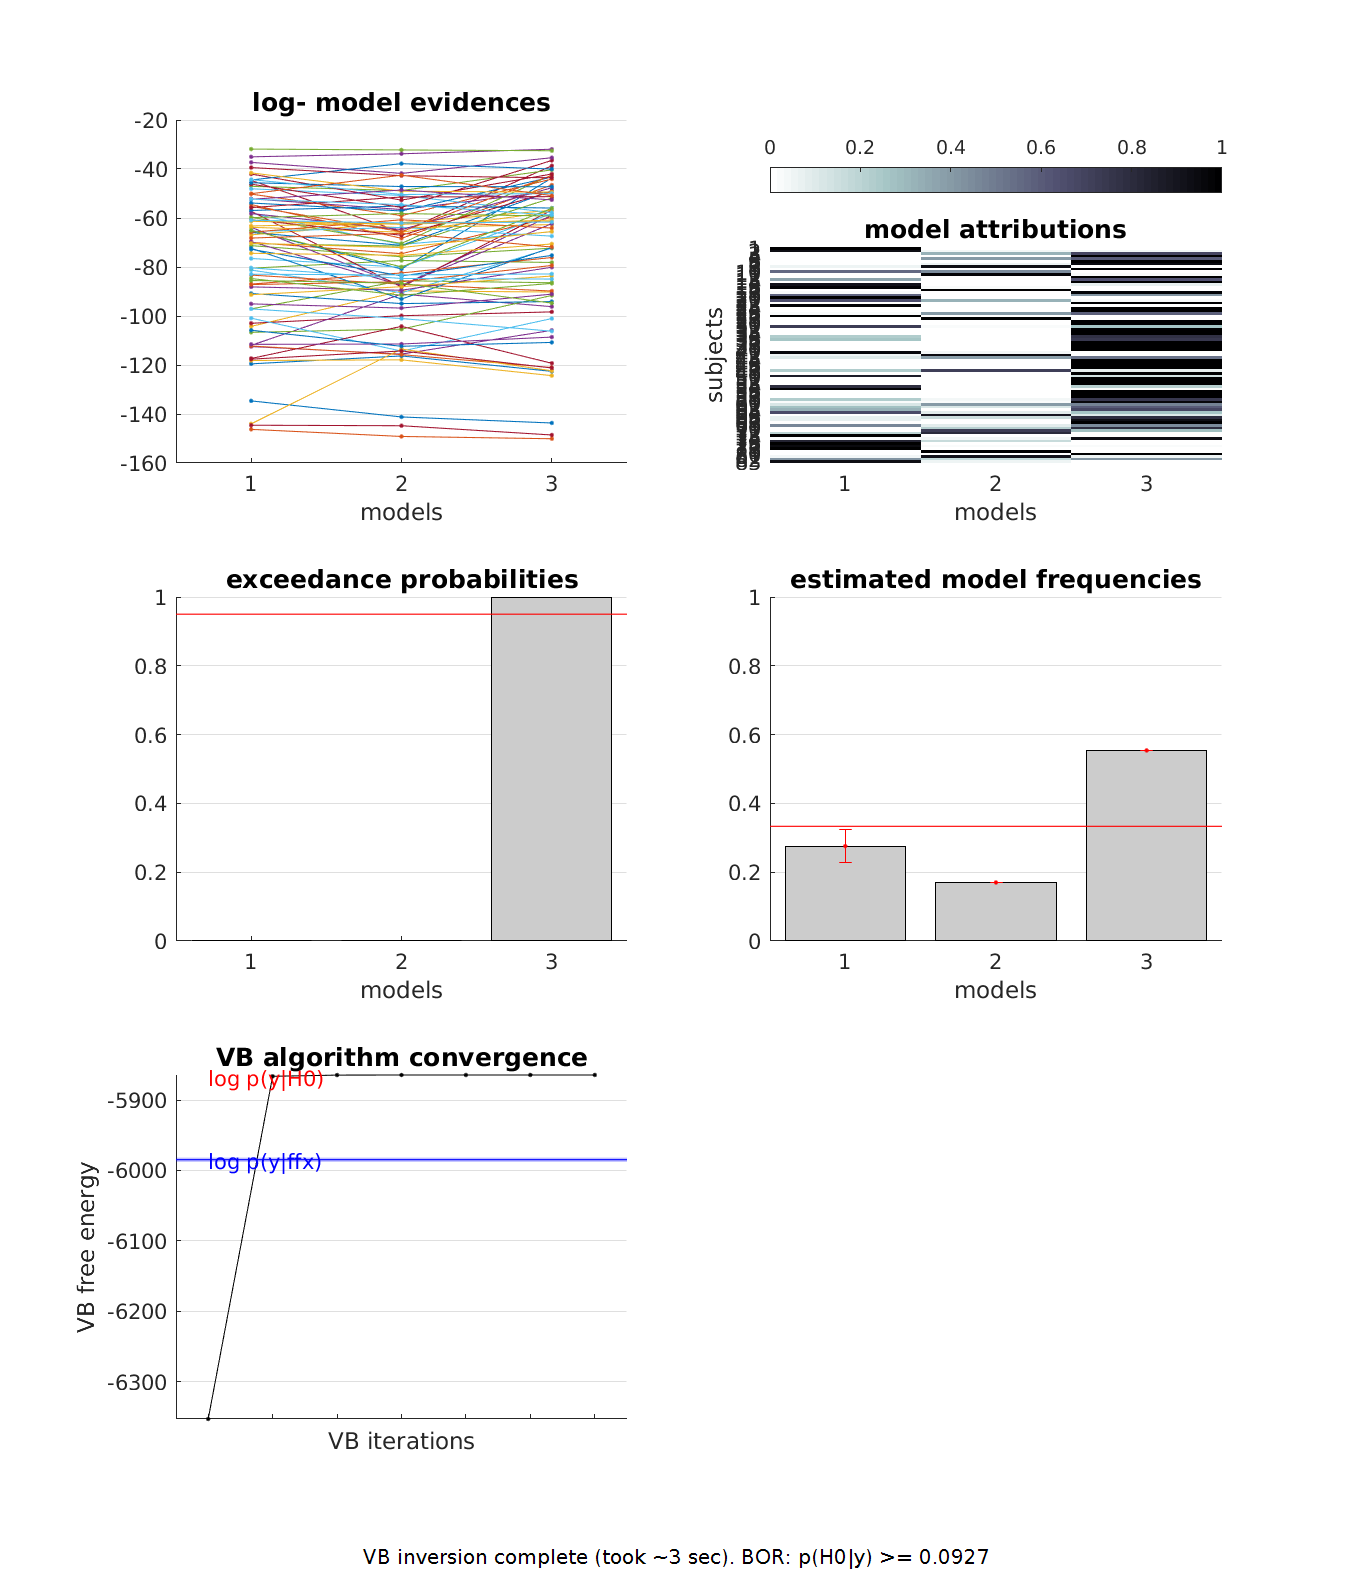 log- model evidences
-20
-40
-60
-80
-100
-120
-140
-160
1 2 3
models
0 0.2 0.4 0.6 0.8 1
model attributions
subjects
1 2 3
models
exceedance probabilities
1
0.8
0.6
0.4
0.2
0
1 2 3
models
estimated model frequencies
1
0.8
0.6
0.4
0.2
0
1 2 3
models
VB algorithm convergence
log p(y|H0)
-5900
log p(y|ffx)
-6000
-6100
-6200
-6300
VB free energy
VB iterations
VB inversion complete (took ~3 sec). BOR: p(H0|y) >= 0.0927